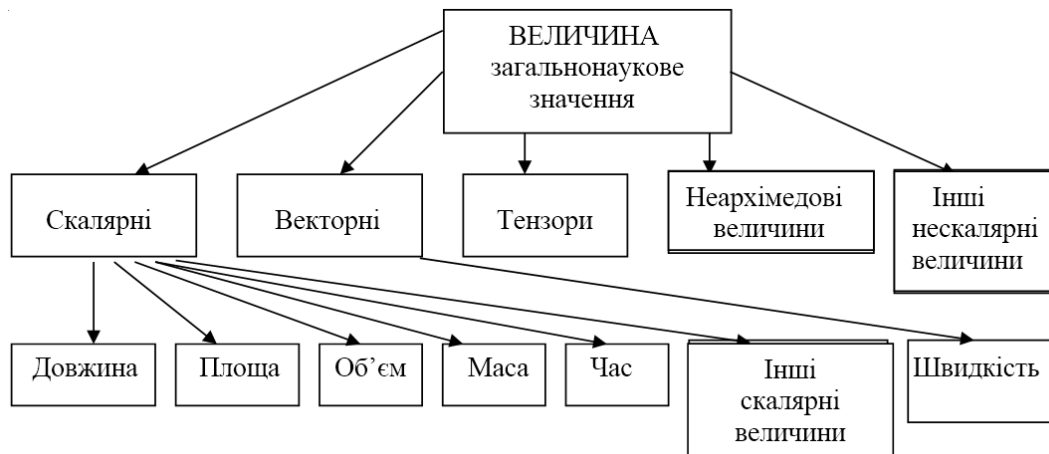 ВЕЛИЧИНА
загальнонаукове
значення
Скалярні
Векторні
Тензори
Неархімедові
величини
Інші
нескалярні
величини
Довжина
Площа
Об’єм
Маса
Час
Інші
скалярні
величини
Швидкість